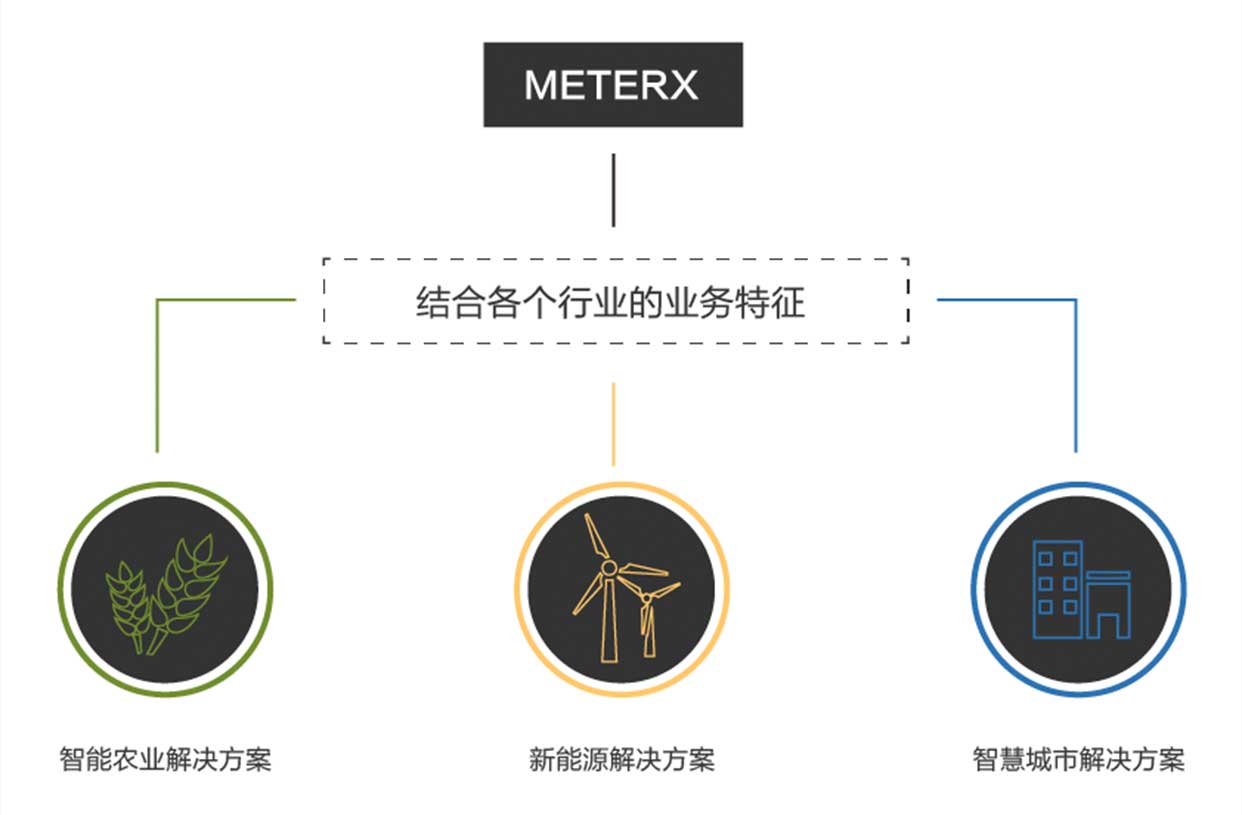 METERX
结合各个行业的业务特征
智能农业解决方案
新能源解决方案
智慧城市解决方案